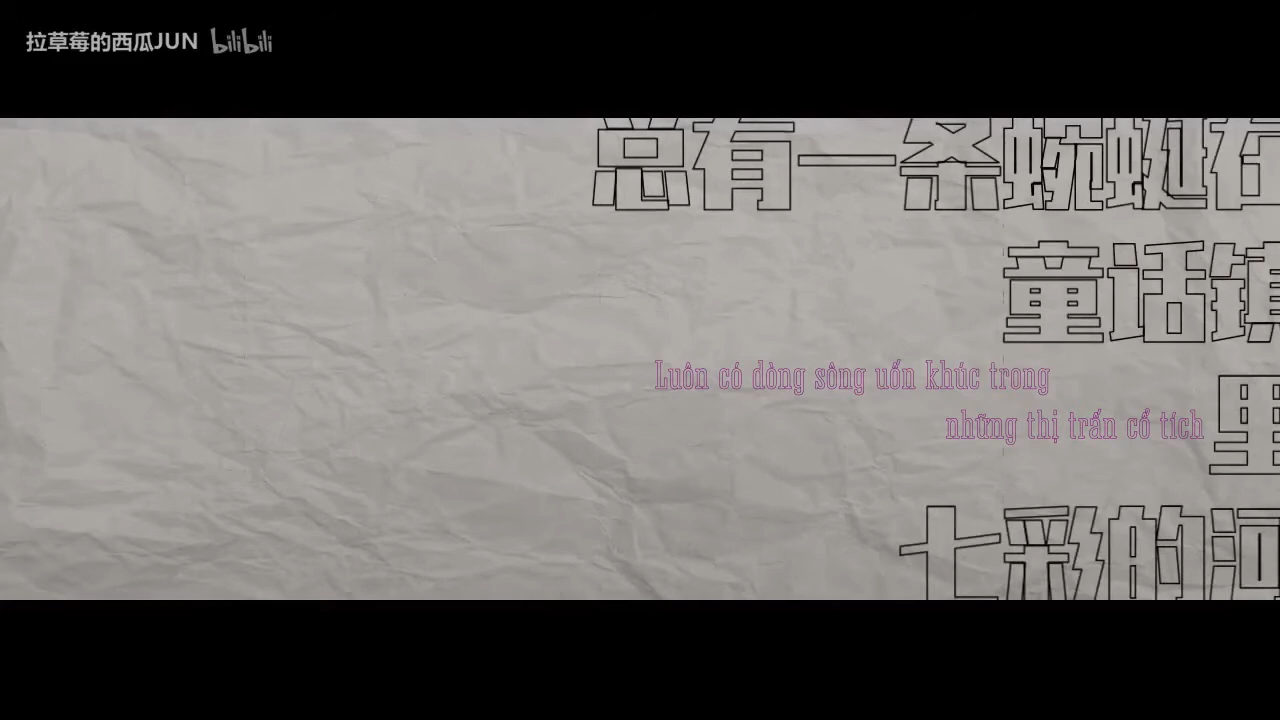 拉草莓的西瓜JUN bilibili
总有一条蜿蜒在
童话镇
Luôn có dòng sông uốn khúc trong
những thị trấn cổ tích
里
七彩的河